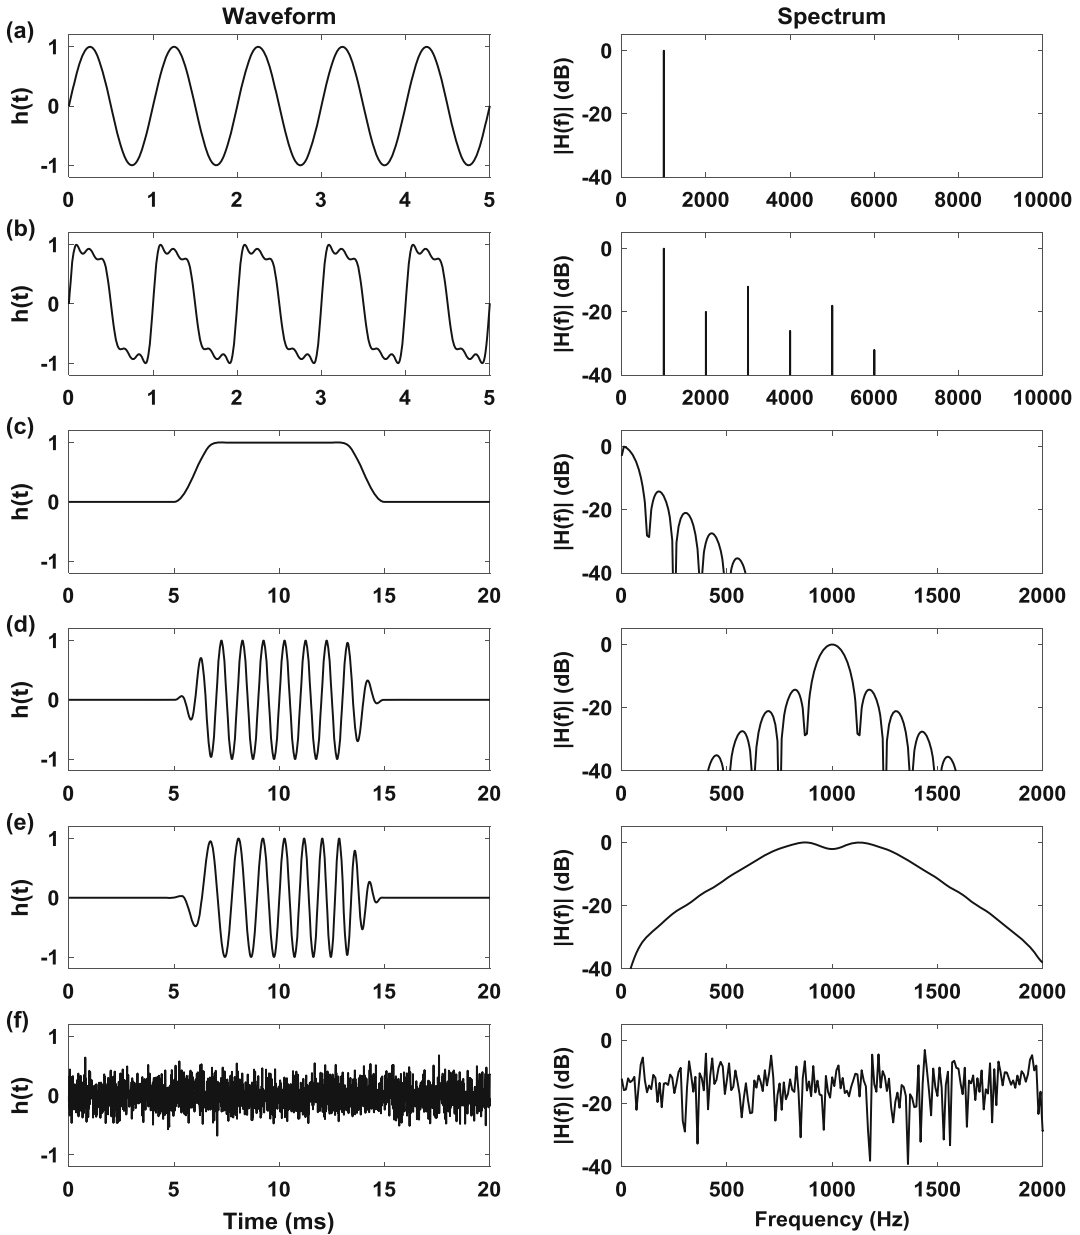 Waveform Spectrum
(a)
h(t)
1
0
-1
0 1 2 3 4 5
|H(f)| (dB)
0
-20
-40
0 2000 4000 6000 8000 10000
(b)
h(t)
1
0
-1
0 1 2 3 4 5
|H(f)| (dB)
0
-20
-40
0 2000 4000 6000 8000 10000
(c)
h(t)
1
0
-1
0 5 10 15 20
|H(f)| (dB)
0
-20
-40
0 500 1000 1500 2000
(d)
h(t)
1
0
-1
0 5 10 15 20
|H(f)| (dB)
0
-20
-40
0 500 1000 1500 2000
(e)
h(t)
1
0
-1
0 5 10 15 20
|H(f)| (dB)
0
-20
-40
0 500 1000 1500 2000
(f)
h(t)
1
0
-1
0 5 10 15 20
Time (ms)
|H(f)| (dB)
0
-20
-40
0 500 1000 1500 2000
Frequency (Hz)